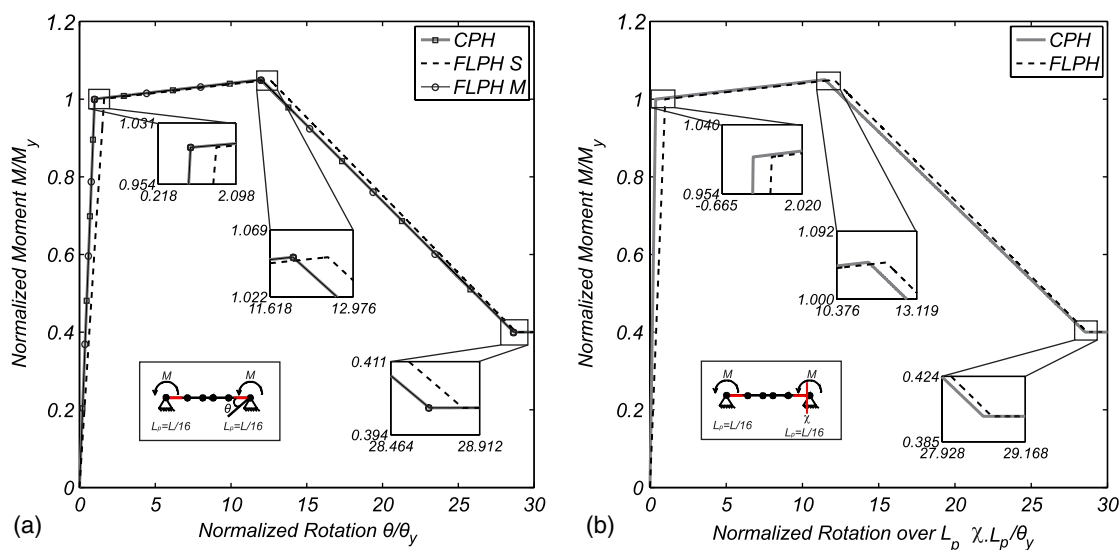 1.2
1
0.8
0.6
0.4
0.2
0
Normalized Moment M/My
CPH
FLPH S
FLPH M
1.031
0.954
0.218 2.098
1.069
1.022
11.618 12.976
0.411
0.394
28.464 28.912
M M
θ
Lp=L/16 Lp=L/16
0 5 10 15 20 25 30
(a) Normalized Rotation θ/θy
1.2
1
0.8
0.6
0.4
0.2
0
Normalized Moment M/My
CPH
FLPH
1.040
0.954
-0.665 2.020
1.092
1.000
10.376 13.119
0.424
0.385
27.928 29.168
M M
χ
Lp=L/16 Lp=L/16
0 5 10 15 20 25 30
(b) Normalized Rotation over Lp χ.Lp/θy